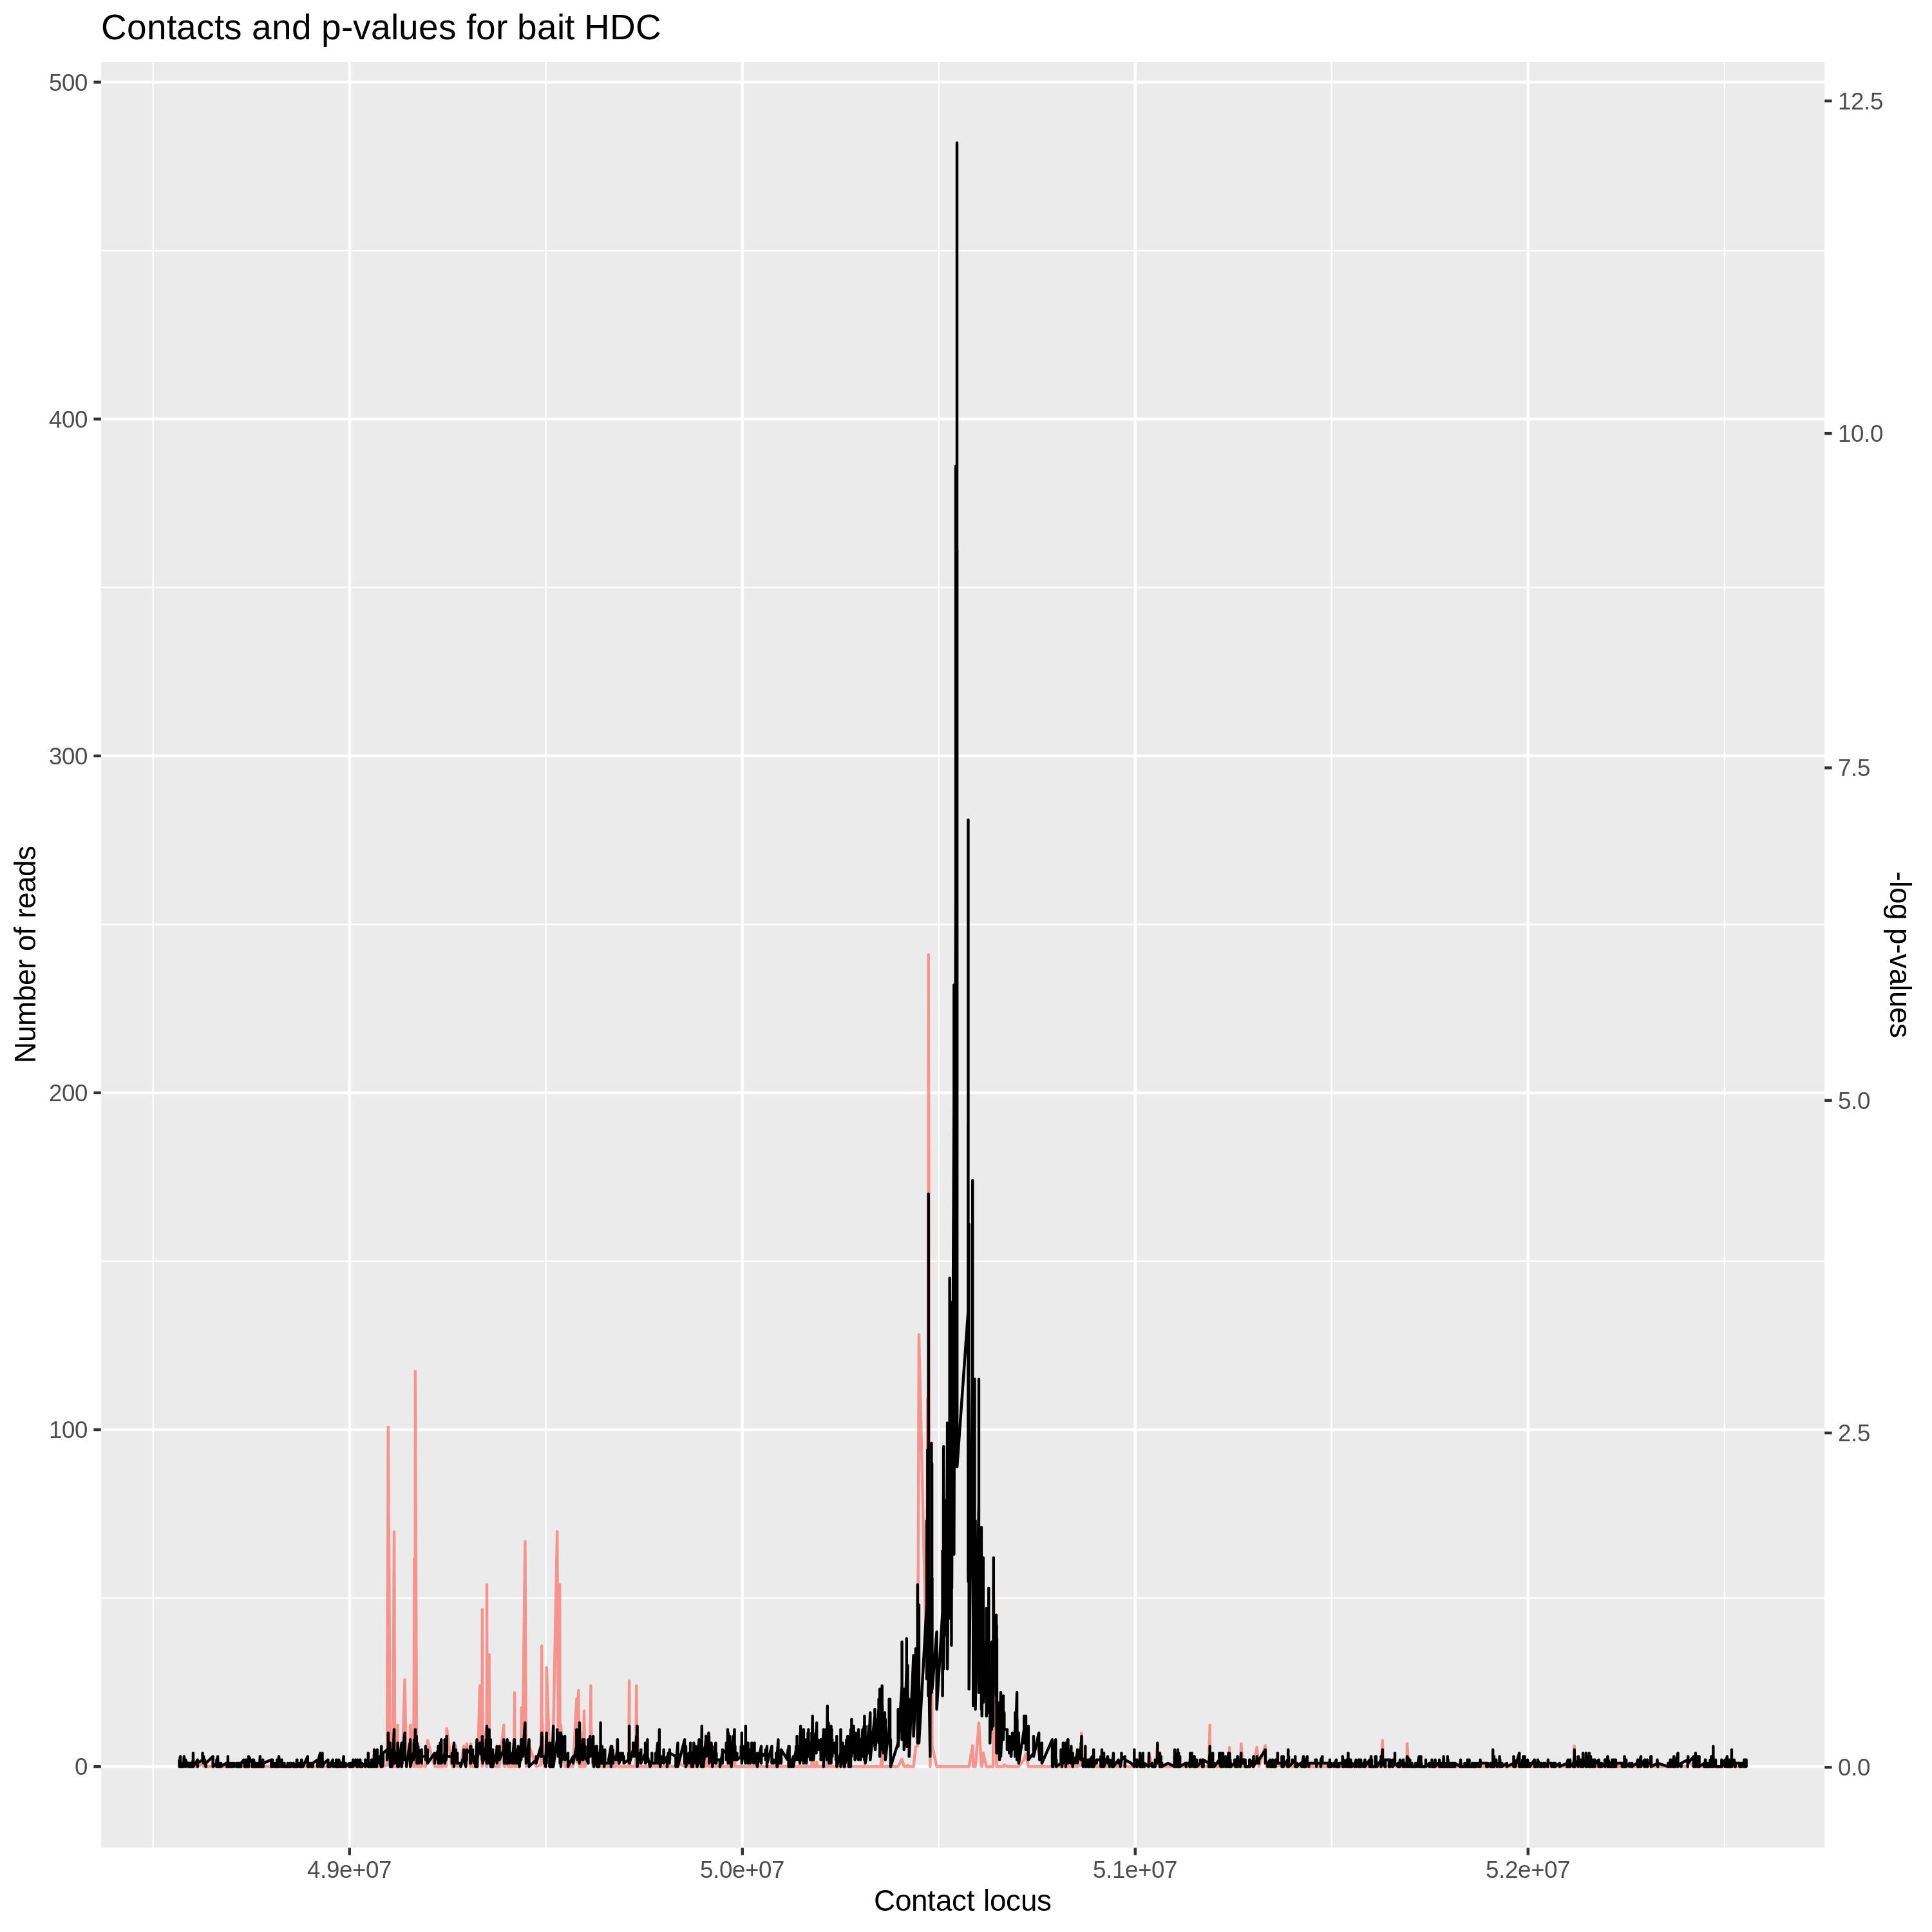 Contacts and p-values for bait HDC
500
400
300
200
100
0
Number of reads
12.5
10.0
7.5
5.0
2.5
0.0
-log p-values
4.9e+07
5.0e+07
5.1e+07
5.2e+07
Contact locus